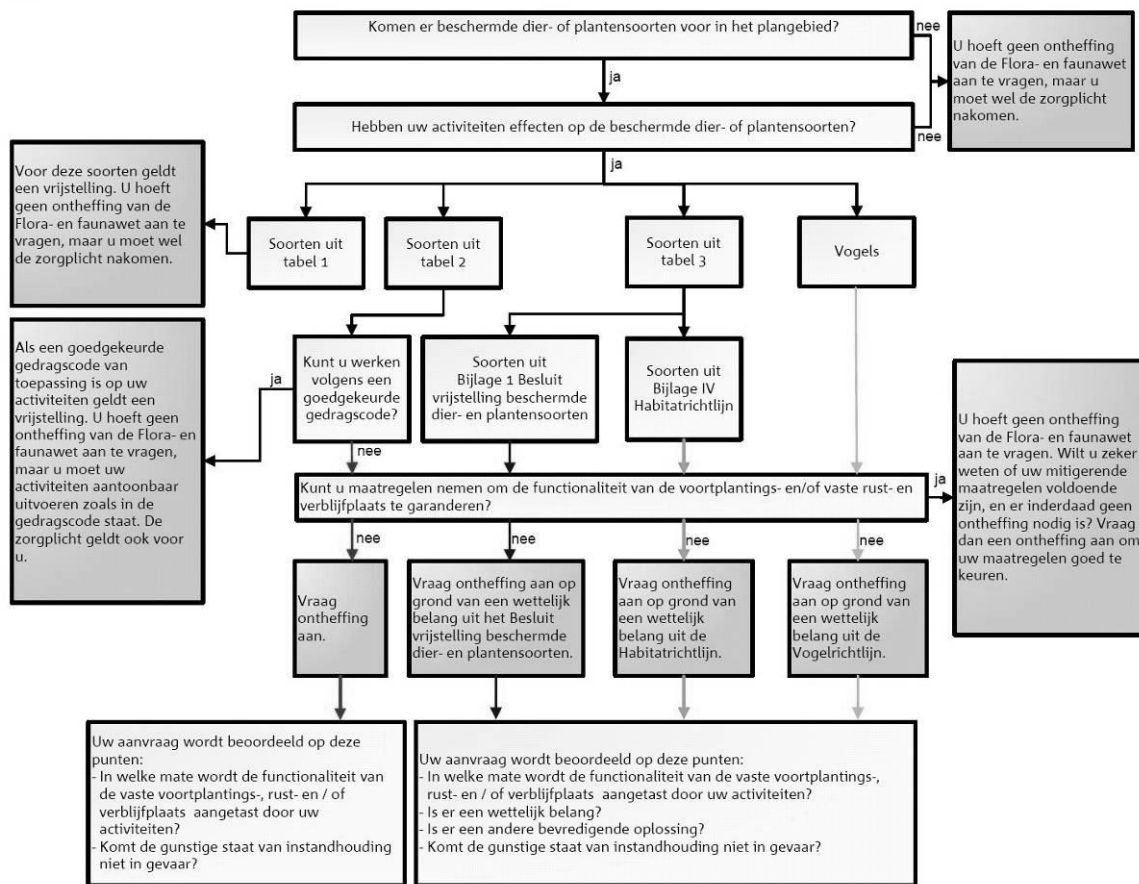 Komen er beschermde dier- of plantensoorten voor in het plangebied?
nee
U hoeft geen ontheffing
van de Flora- en faunawet
aan te vragen, maar u
moet wel de zorgplicht
nakomen.
ja
Hebben uw activiteiten effecten op de beschermde dier- of plantensoorten?
nee
ja
Voor deze soorten geldt
een vrijstelling. U hoeft
geen ontheffing van de
Flora- en faunawet aan te
vragen, maar u moet wel
de zorgplicht nakomen.
Soorten uit
tabel 1
Soorten uit
tabel 2
Soorten uit
tabel 3
Vogels
Als een goedgekeurde
gedragscode van
toepassing is op uw
activiteiten geldt een
vrijstelling. U hoeft geen
ontheffing van de Flora- en
faunawet aan te vragen,
maar u moet uw
activiteiten aantoonbaar
uitvoeren zoals in de
gedragscode staat. De
zorgplicht geldt ook voor
u.
ja
Kunt u werken
volgens een
goedgekeurde
gedragscode?
Soorten uit
Bijlage 1 Besluit
vrijstelling beschermde
dier- en plantensoorten
Soorten uit
Bijlage IV
Habitatrichtlijn
nee
Kunt u maatregelen nemen om de functionaliteit van de voortplantings- en/of vaste rust- en
verblijfplaats te garanderen?
ja
U hoeft geen ontheffing
van de Flora- en faunawet
aan te vragen. Wilt u zeker
weten of uw mitigerende
maatregelen voldoende
zijn, en er inderdaad geen
ontheffing nodig is? Vraag
dan een ontheffing aan om
uw maatregelen goed te
keuren.
nee
nee
nee
nee
Vraag
ontheffing
aan.
Vraag ontheffing aan op
grond van een wettelijk
belang uit het Besluit
vrijstelling beschermde
dier- en plantensoorten.
Vraag ontheffing
aan op grond van
een wettelijk
belang uit de
Habitatrichtlijn.
Vraag ontheffing
aan op grond van
een wettelijk
belang uit de
Vogelrichtlijn.
Uw aanvraag wordt beoordeeld op deze
punten:
- In welke mate wordt de functionaliteit van
de vaste voortplantings-, rust- en / of
verblijfplaats aangetast door uw
activiteiten?
- Komt de gunstige staat van instandhouding
niet in gevaar?
Uw aanvraag wordt beoordeeld op deze punten:
- In welke mate wordt de functionaliteit van de vaste voortplantings-,
rust- en / of verblijfplaats aangetast door uw activiteiten?
- Is er een wettelijk belang?
- Is er een andere bevredigende oplossing?
- Komt de gunstige staat van instandhouding niet in gevaar?